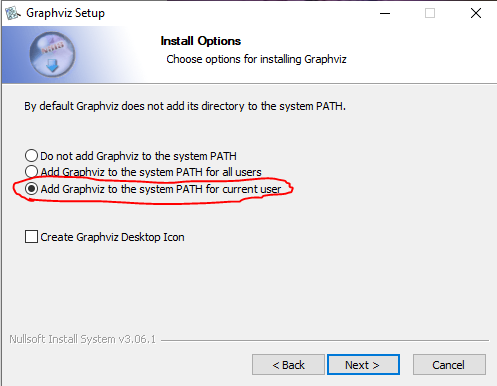 Graphviz Setup
Install Options
Choose options for installing Graphviz
By default Graphviz does not add its directory to the system PATH.
Do not add Graphviz to the system PATH
Add Graphviz to the system PATH for all users
Add Graphviz to the system PATH for current user
Create Graphviz Desktop Icon
Nullsoft Install System v3.06.1
< Back
Next >
Cancel